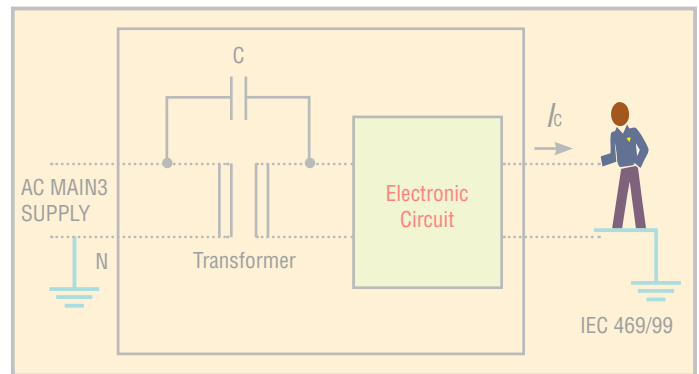 C
IC
AC MAIN3
SUPPLY
Electronic
Circuit
N
Transformer
IEC 469/99